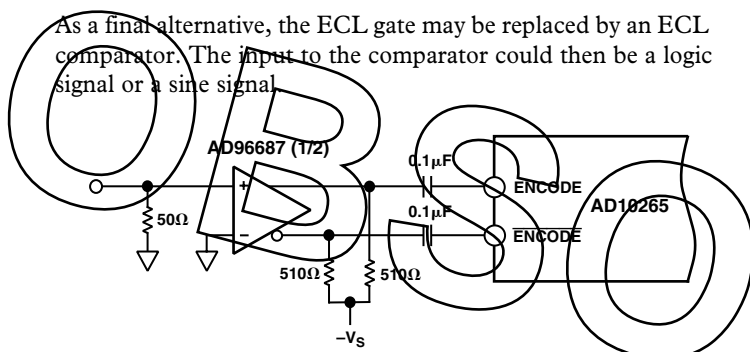 As a final alternative, the ECL gate may be replaced by an ECL
comparator. The input to the comparator could then be a logic
signal or a sine signal.
AD96687 (1/2)
0.1μF
+
ENCODE
AD10265
50Ω
0.1μF
–
ENCODE
510Ω
510Ω
–VS
OBSO